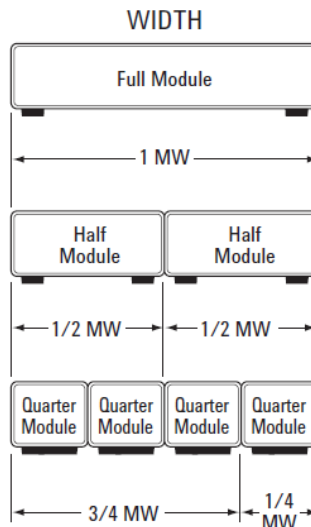 WIDTH
Full Module
1 MW
Half
Module
Half
Module
1/2 MW
1/2 MW
Quarter
Module
Quarter
Module
Quarter
Module
Quarter
Module
3/4 MW
1/4
MW